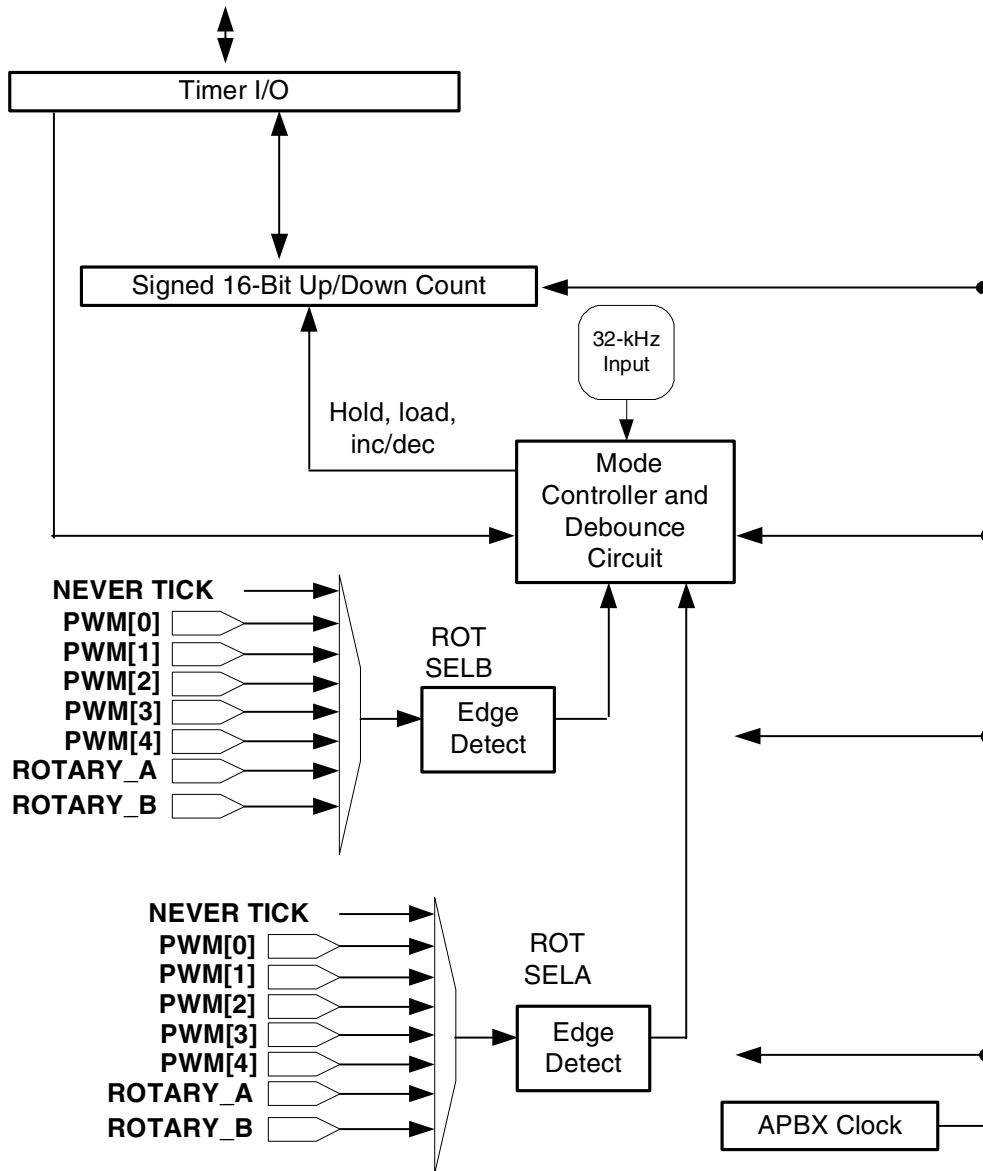 Timer I/O
Signed 16-Bit Up/Down Count
32-kHz
Input
Hold, load,
inc/dec
Mode
Controller and
Debounce
Circuit
NEVER TICK
PWM[0]
PWM[1]
PWM[2]
PWM[3]
PWM[4]
ROTARY_A
ROTARY_B
ROT
SELB
Edge
Detect
NEVER TICK
PWM[0]
PWM[1]
PWM[2]
PWM[3]
PWM[4]
ROTARY_A
ROTARY_B
ROT
SELA
Edge
Detect
APBX Clock